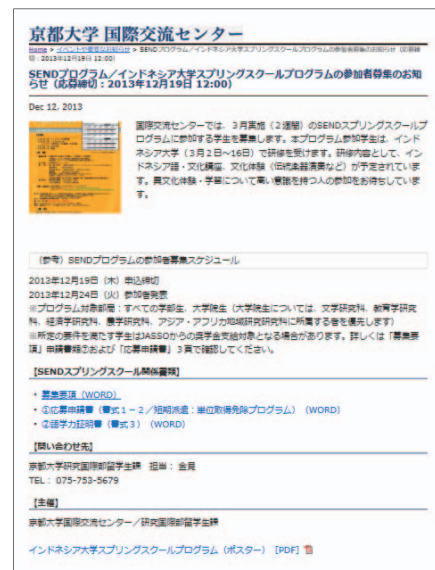 京都大学 国際交流センター
Home > イベントや重要なお知らせ > SENDプログラム/インドネシア大学スプリングスクールプログラムの参加者募集のお知らせ（応募締
切：2013年12月19日 12:00）
SENDプログラム／インドネシア大学スプリングスクールプログラムの参加者募集のお知
らせ（応募締切：2013年12月19日 12:00）
Dec 12, 2013
国際交流センターでは、３月実施（２週間）のSENDスプリングスクールプ
ログラムに参加する学生を募集します。本プログラム参加学生は、インド
ネシア大学（３月２日～16日）で研修を受けます。研修内容として、イン
ドネシア語・文化講座、文化体験（伝統楽器演奏など）が予定されていま
す。異文化体験・学習について高い意識を持つ人の参加をお待ちしていま
す。
（参考）SENDプログラムの参加者募集スケジュール
2013年12月19日（木）申込締切
2013年12月24日（火）参加者発表
※プログラム対象部局：すべての学部生、大学院生（大学院生については、文学研究科、教育学研究
科、経済学研究科、農学研究科、アジア・アフリカ地域研究研究科に所属する者を優先します）
※所定の要件を満たす学生はJASSOからの奨学金支給対象となる場合があります。詳しくは「募集要
項」申請書類②および「応募申請書」３頁で確認してください。
【SENDスプリングスクール関係書類】
・募集要項（WORD）
・①応募申請書（書式１－２／短期派遣：単位取得免除プログラム）（WORD）
・②語学力証明書（書式３）（WORD）
【問い合わせ先】
京都大学研究国際部留学生課 担当：金見
TEL：075-753-5679
【主催】
京都大学国際交流センター／研究国際部留学生課
インドネシア大学スプリングスクールプログラム（ポスター）［PDF］